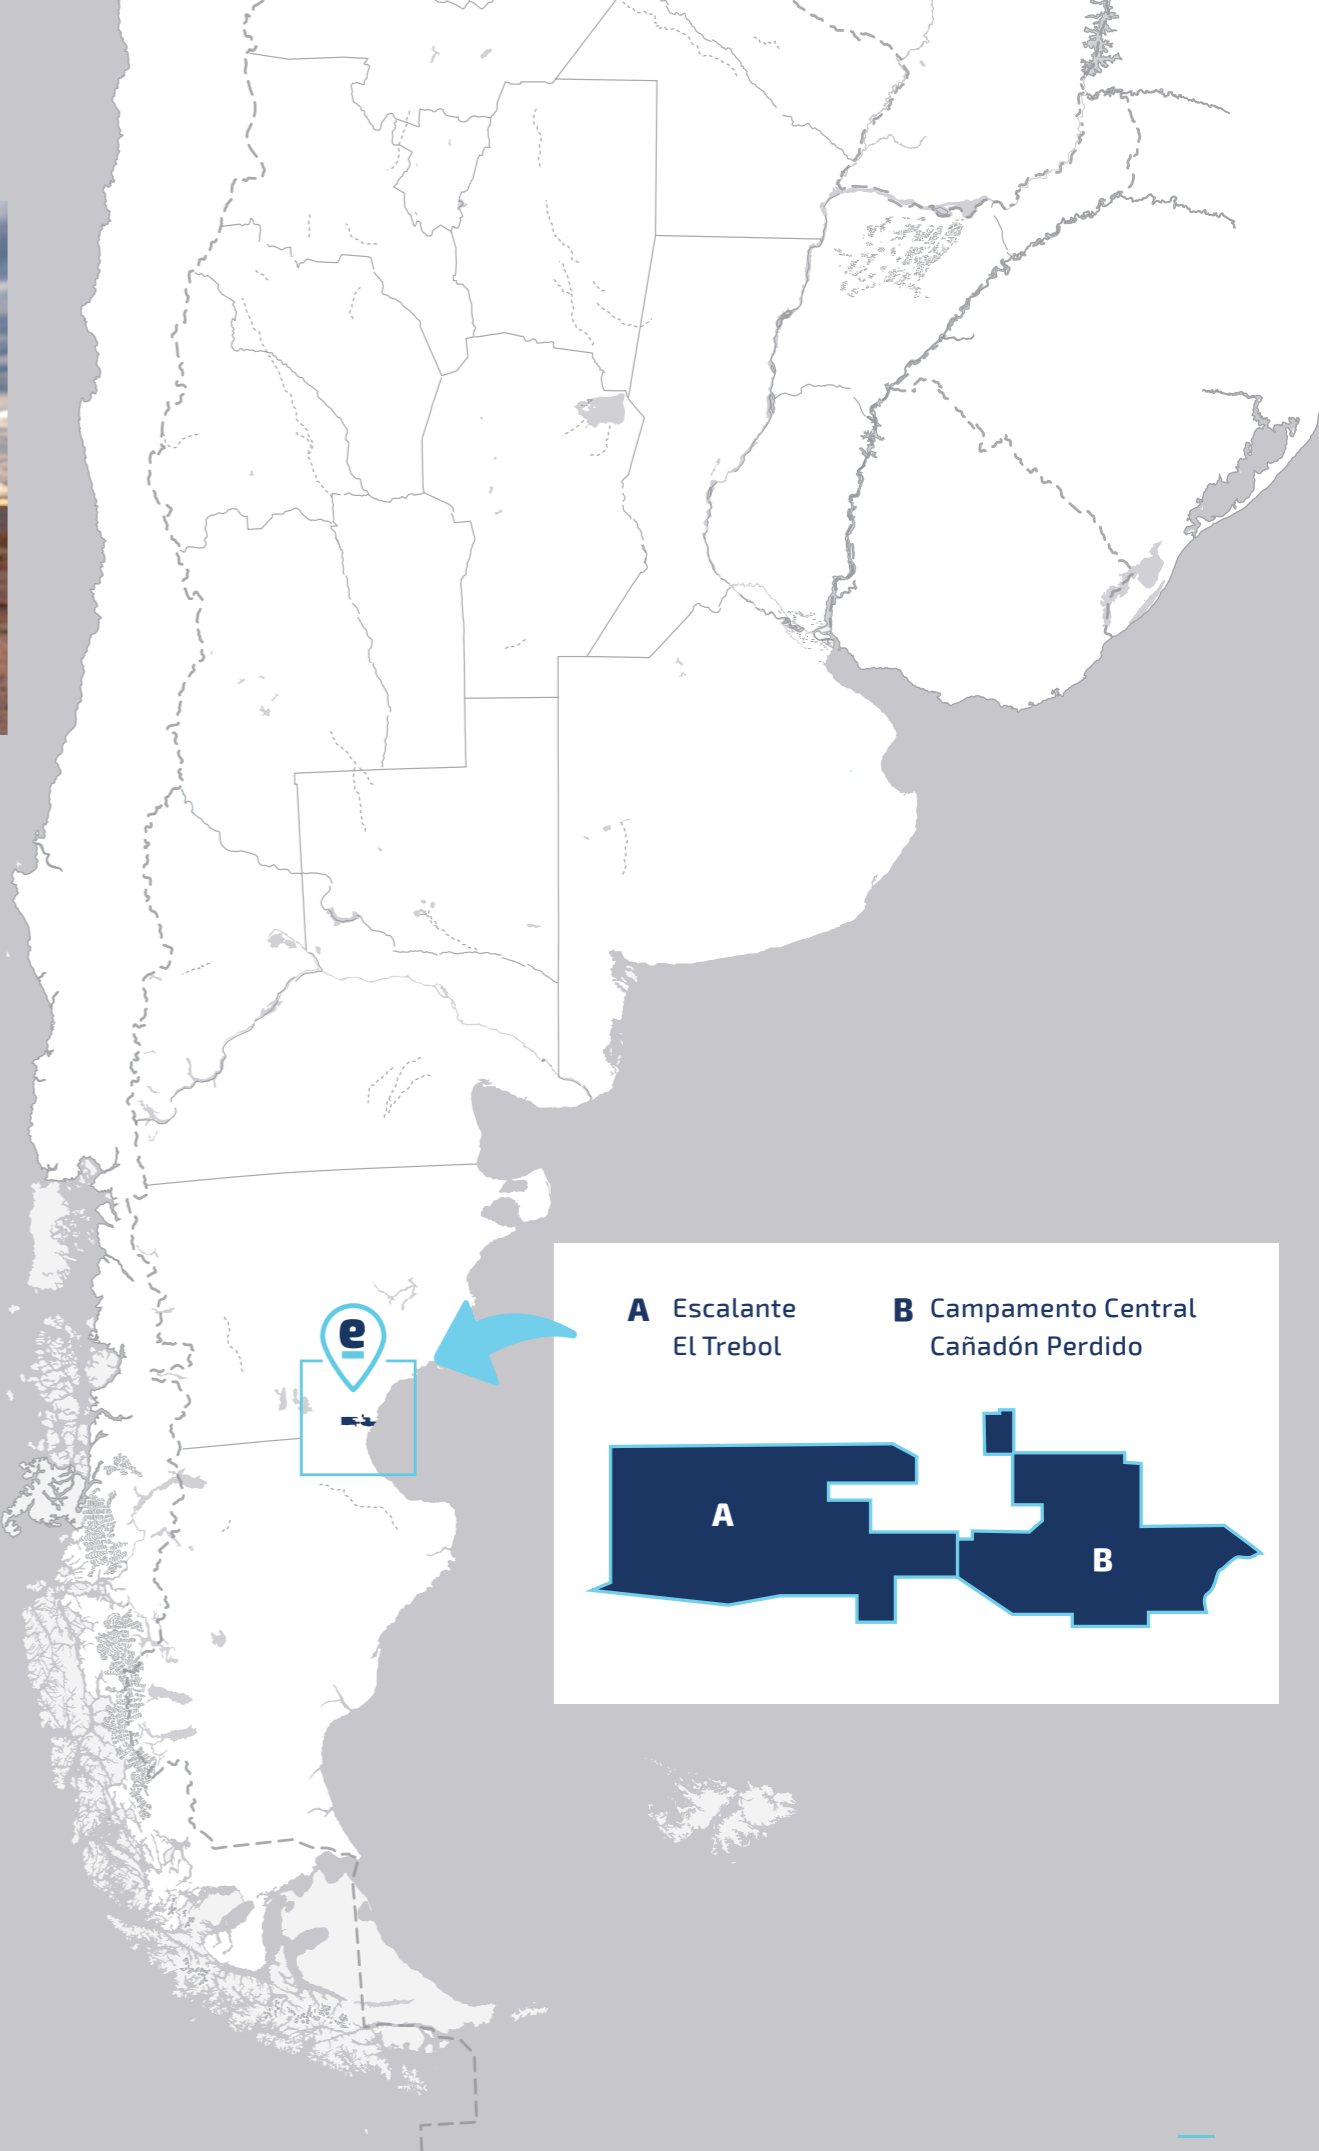 A Escalante
El Trebol
B Campamento Central
Cañadón Perdido
e
A
B